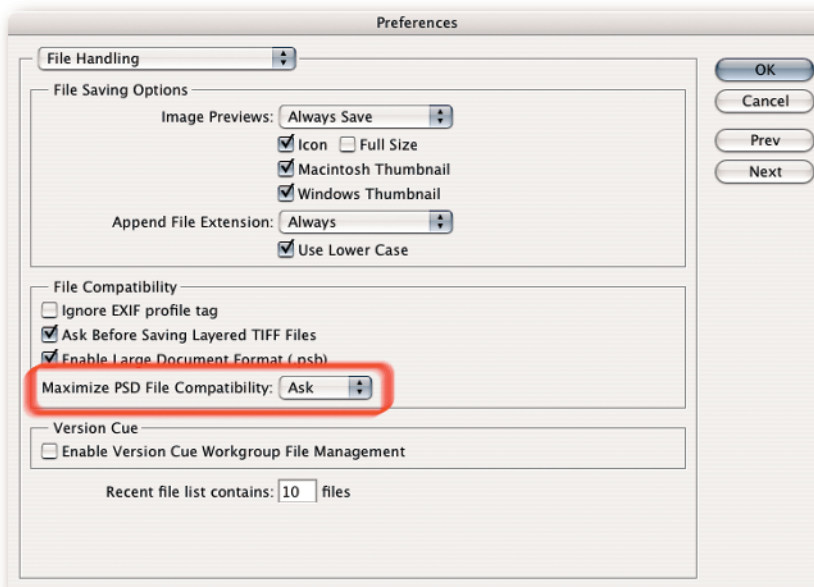 Preferences
File Handling
OK
Cancel
Prev
Next
File Saving Options
Image Previews: Always Save
Icon Full Size
Macintosh Thumbnail
Windows Thumbnail
Append File Extension: Always
Use Lower Case
File Compatibility
Ignore EXIF profile tag
Ask Before Saving Layered TIFF Files
Enable Large Document Format (.psb)
Maximize PSD File Compatibility: Ask
Version Cue
Enable Version Cue Workgroup File Management
Recent file list contains: 10 files